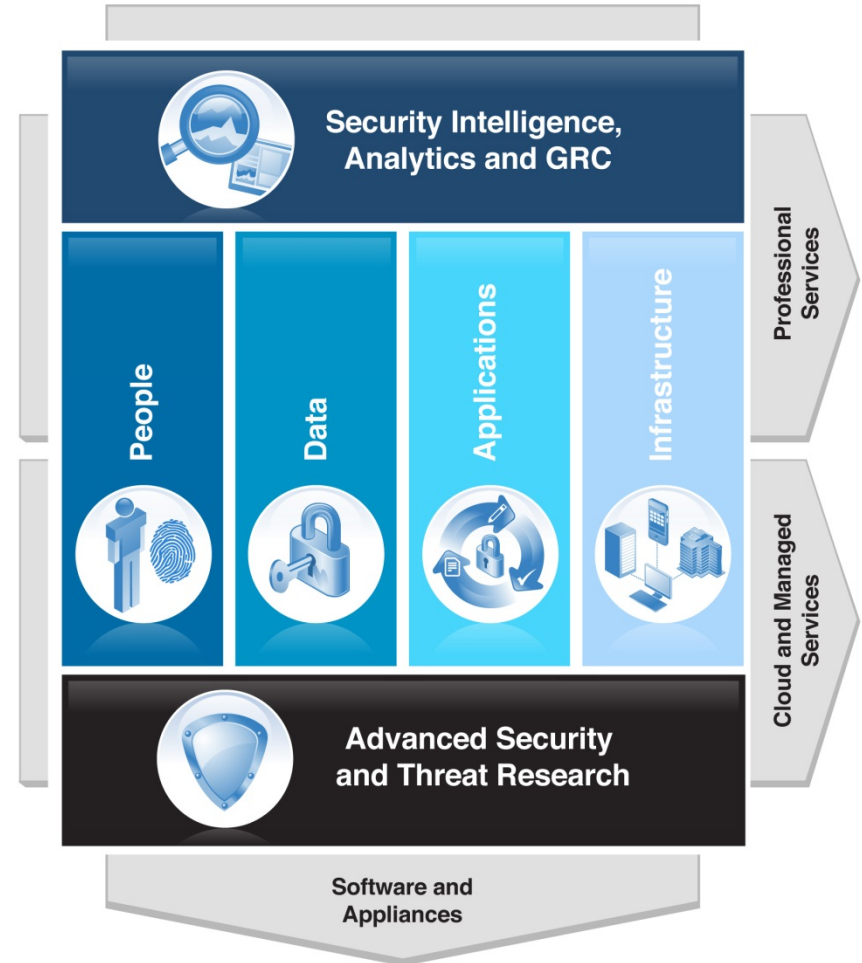 Security Intelligence,
Analytics and GRC
People
Data
Applications
Infrastructure
Professional
Services
Cloud and Managed
Services
Advanced Security
and Threat Research
Software and
Appliances